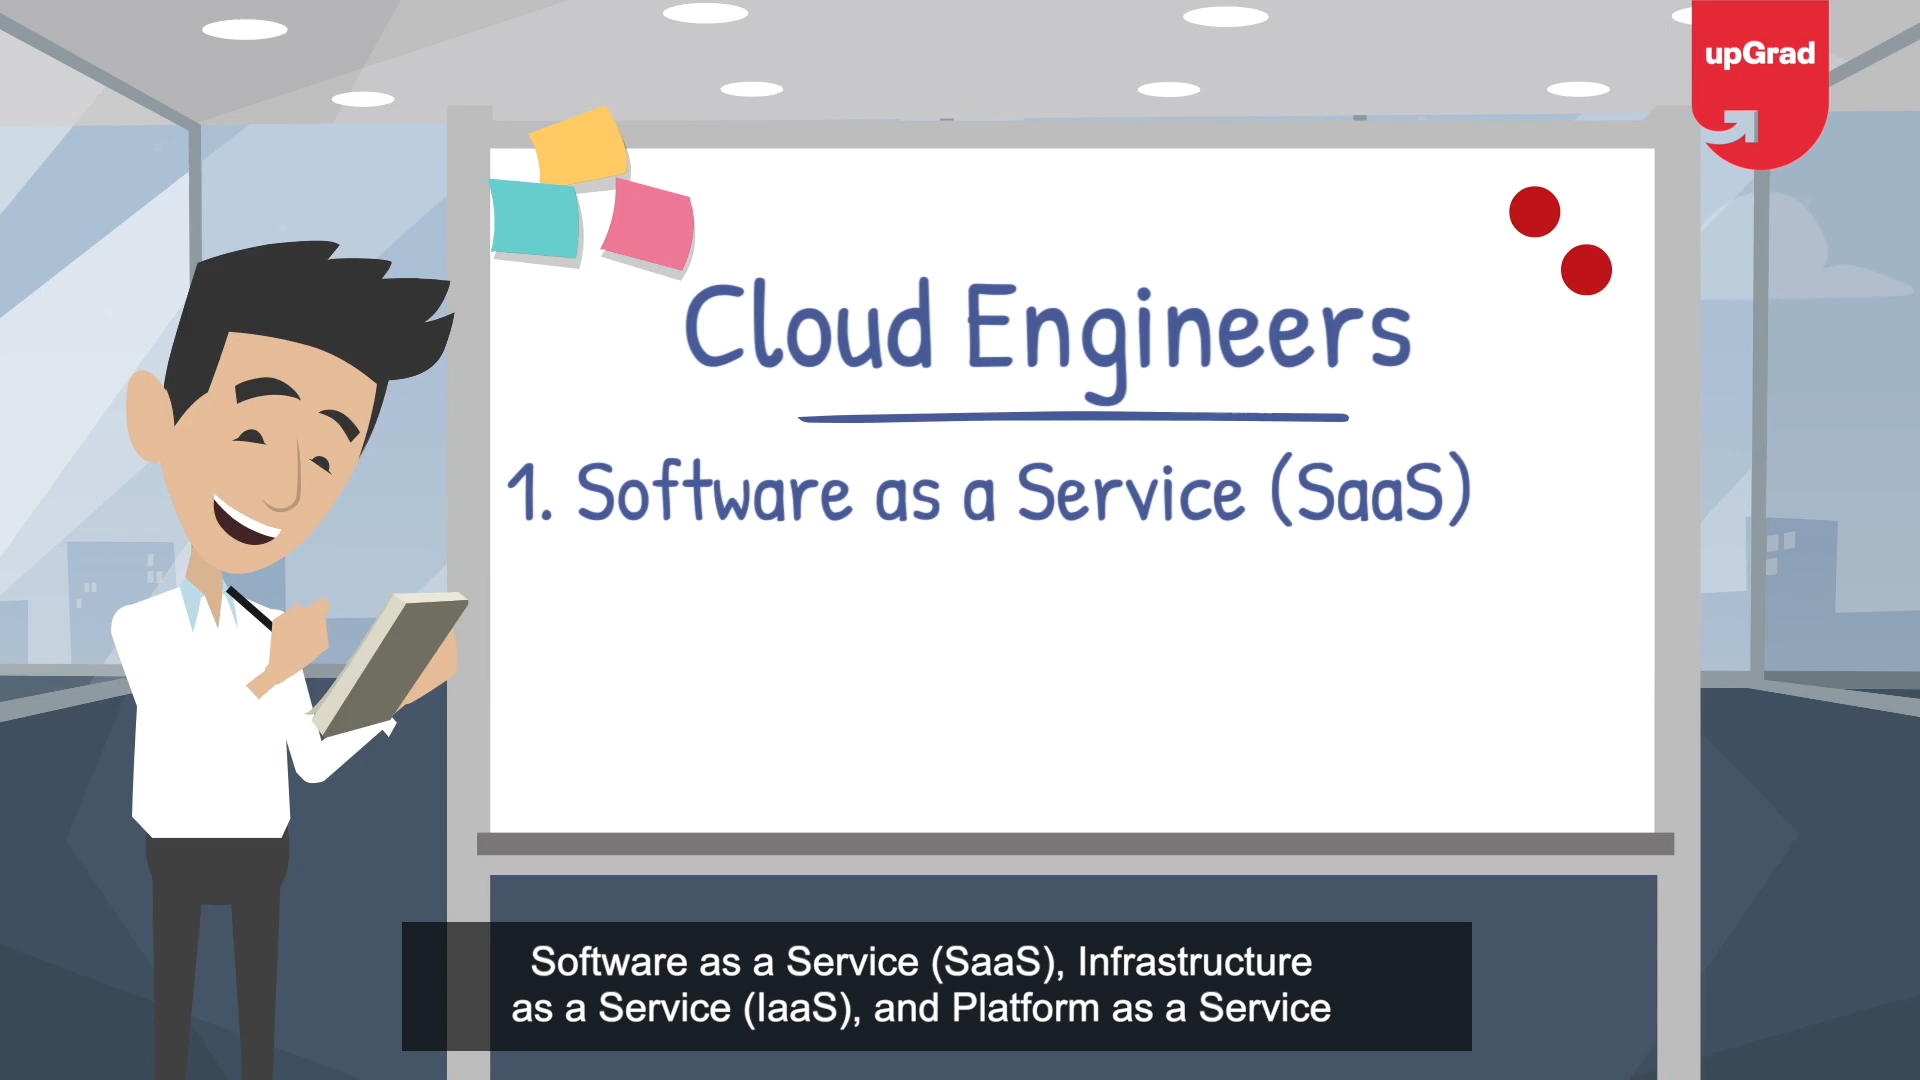 upGrad
Cloud Engineers
1. Software as a Service (SaaS)
Software as a Service (SaaS), Infrastructure
as a Service (IaaS), and Platform as a Service